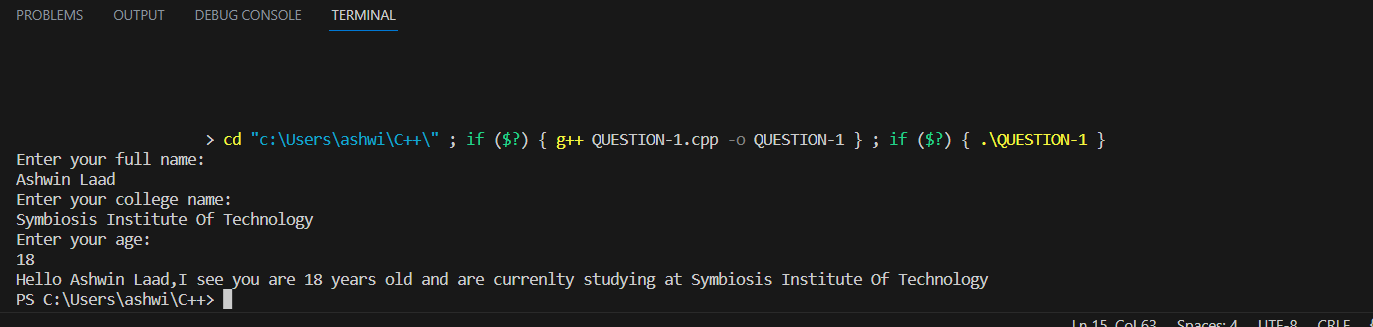 PROBLEMS OUTPUT DEBUG CONSOLE TERMINAL
> cd "c:\Users\ashwi\C++\" ; if ($?) { g++ QUESTION-1.cpp -o QUESTION-1 } ; if ($?) { .\QUESTION-1 }
Enter your full name:
Ashwin Laad
Enter your college name:
Symbiosis Institute Of Technology
Enter your age:
18
Hello Ashwin Laad,I see you are 18 years old and are currenlty studying at Symbiosis Institute Of Technology
PS C:\Users\ashwi\C++>
Ln 15, Col 63 Spaces: 4 UTF-8 CRLF